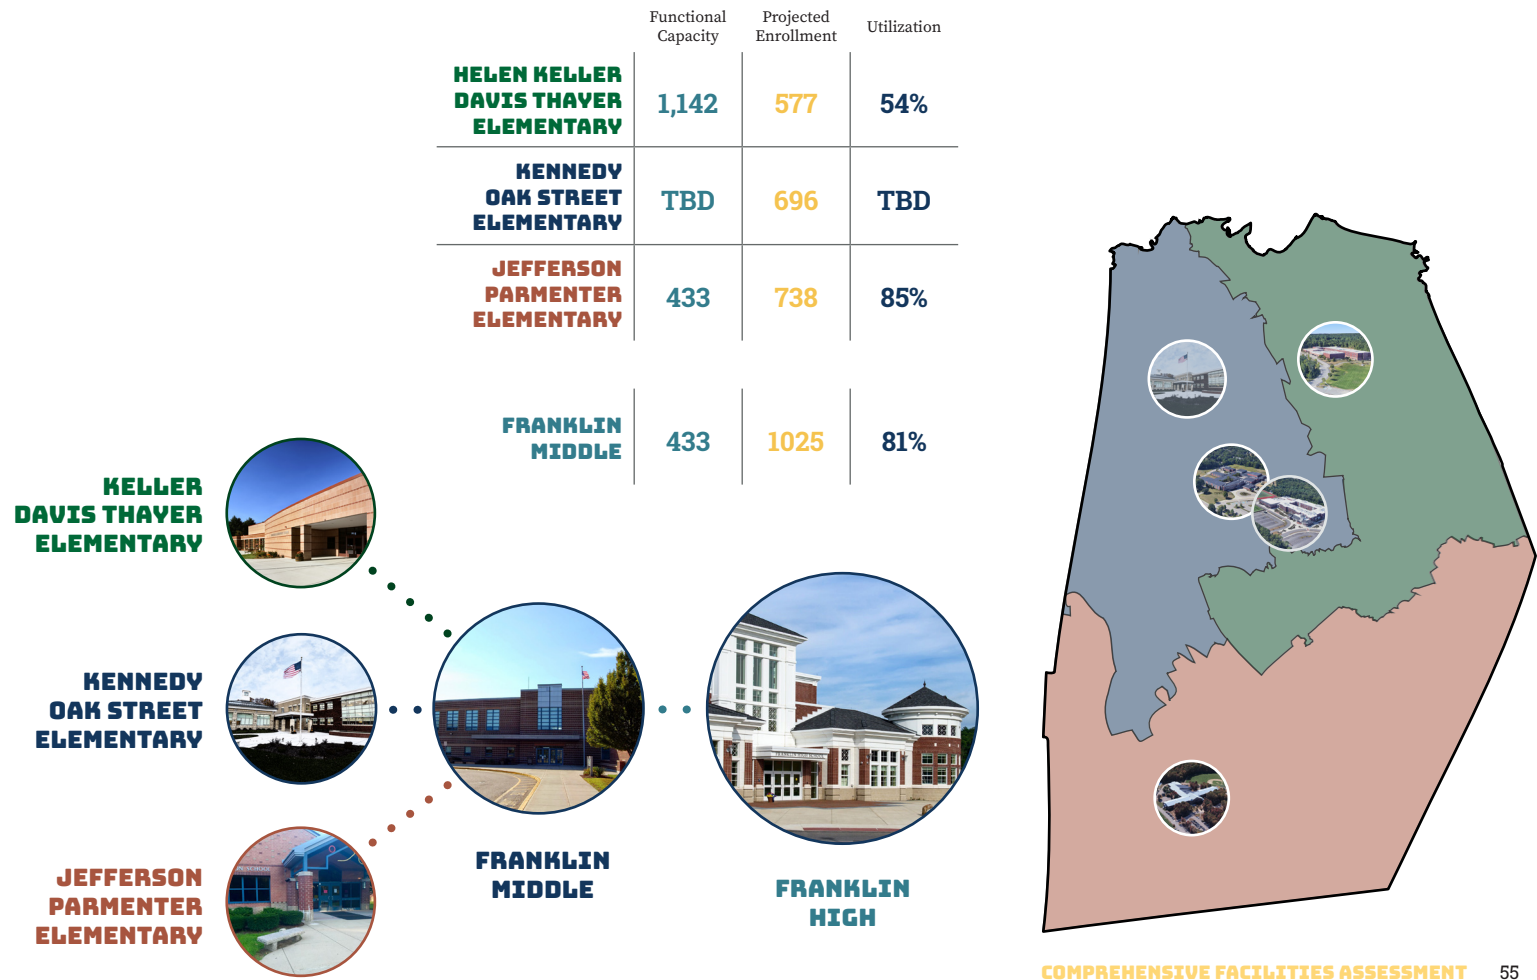 Functional
Capacity
Projected
Enrollment
Utilization
HELEN KELLER
DAVIS THAYER
ELEMENTARY
1,142
577
54%
KENNEDY
OAK STREET
ELEMENTARY
TBD
696
TBD
JEFFERSON
PARMENTER
ELEMENTARY
433
738
85%
FRANKLIN
MIDDLE
433
1025
81%
KELLER
DAVIS THAYER
ELEMENTARY
KENNEDY
OAK STREET
ELEMENTARY
JEFFERSON
PARMENTER
ELEMENTARY
FRANKLIN
MIDDLE
FRANKLIN
HIGH
COMPREHENSIVE FACILITIES ASSESSMENT 55